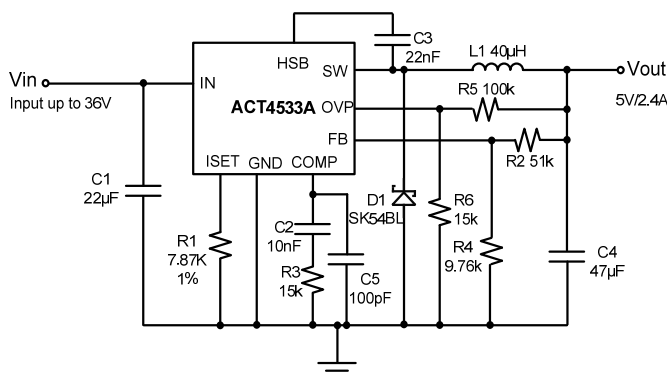 C3
22nF
HSB
L1 40µH
Vin
Vout
IN
SW
Input up to 36V
R5 100k
5V/2.4A
ACT4533A
OVP
FB
R2 51k
ISET
GND
COMP
C1
22µF
C2
10nF
D1
SK54BL
R6
15k
R1
7.87K
1%
R4
9.76k
C4
47µF
R3
15k
C5
100pF